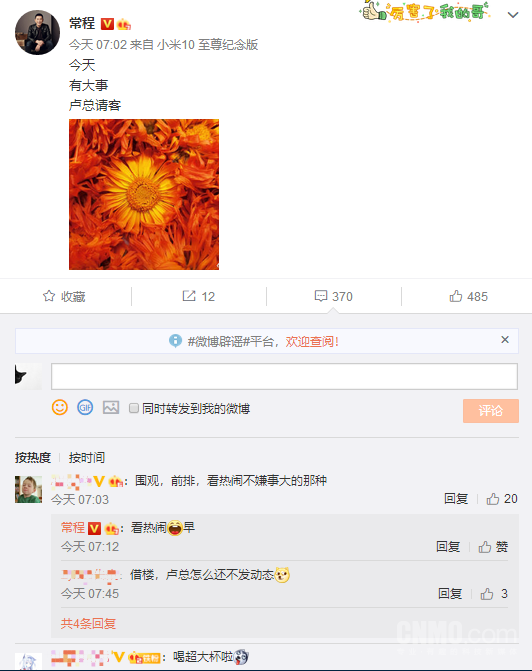 常程
厉害了我的哥
今天 07:02 来自 小米10 至尊纪念版
今天
有大事
卢总请客
收藏
12
370
485
#微博辟谣#平台，欢迎查阅!
GIF
同时转发到我的微博
评论
按热度 | 按时间
：围观，前排，看热闹不嫌事大的那种
今天 07:03
回复
20
常程：看热闹早
今天 07:12
回复
赞
：借楼，卢总怎么还不发动态
今天 07:45
回复
3
共4条回复
：喝超大杯啦
CNMO.com